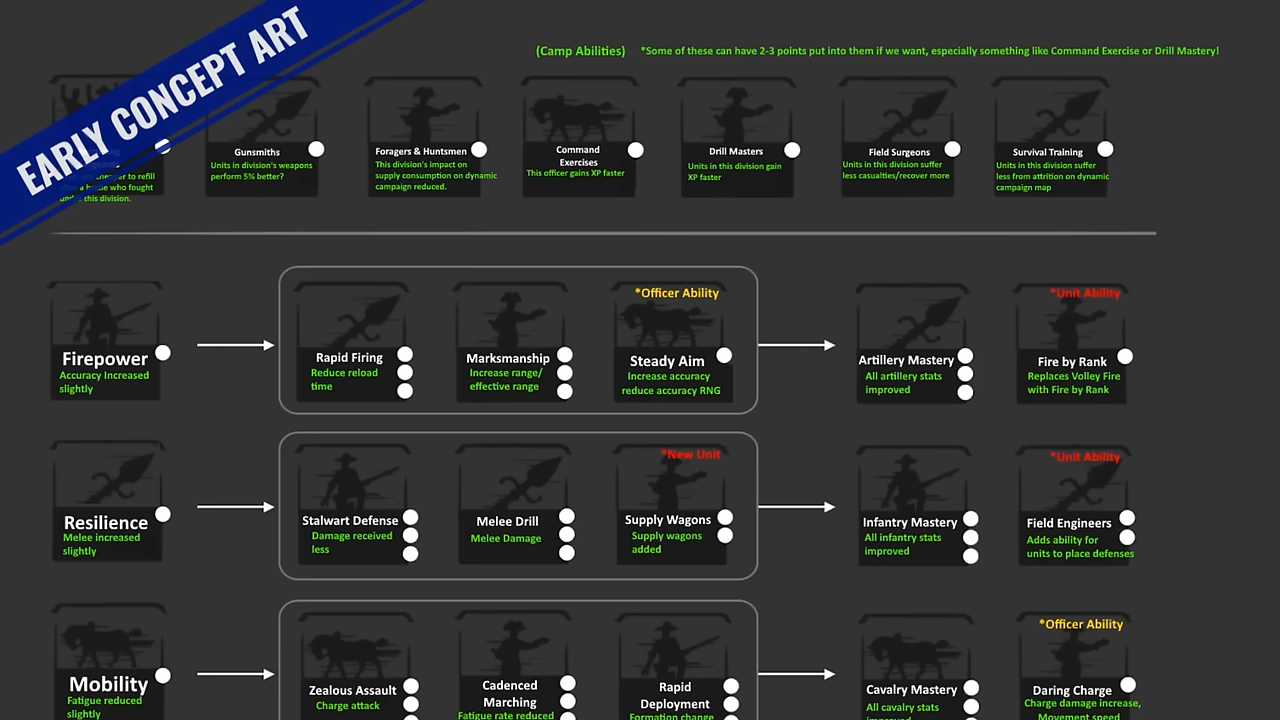 EARLY CONCEPT ART
(Camp Abilities) *Some of these can have 2-3 points put into them if we want, especially something like Command Exercise or Drill Mastery!
to refill
who fought
this division.
Gunsmiths
Units in division's weapons
perform 5% better?
Foragers & Huntsmen
This division's impact on
supply consumption on dynamic
campaign reduced.
Command
Exercises
This officer gains XP faster
Drill Masters
Units in this division gain
XP faster
Field Surgeons
Units in this division suffer
less casualties/recover more
Survival Training
Units in this division suffer
less from attrition on dynamic
campaign map
Firepower
Accuracy Increased
slightly
Rapid Firing
Reduce reload
time
Marksmanship
Increase range/
effective range
*Officer Ability
Steady Aim
Increase accuracy
reduce accuracy RNG
Artillery Mastery
All artillery stats
improved
*Unit Ability
Fire by Rank
Replaces Volley Fire
with Fire by Rank
Resilience
Melee increased
slightly
Stalwart Defense
Damage received
less
Melee Drill
Melee Damage
*New Unit
Supply Wagons
Supply wagons
added
Infantry Mastery
All infantry stats
improved
*Unit Ability
Field Engineers
Adds ability for
units to place defenses
Mobility
Fatigue reduced
slightly
Zealous Assault
Charge attack
Cadenced
Marching
Fatigue rate reduced
Rapid
Deployment
Formation change
Cavalry Mastery
All cavalry stats
improved
*Officer Ability
Daring Charge
Charge damage increase,
Movement speed